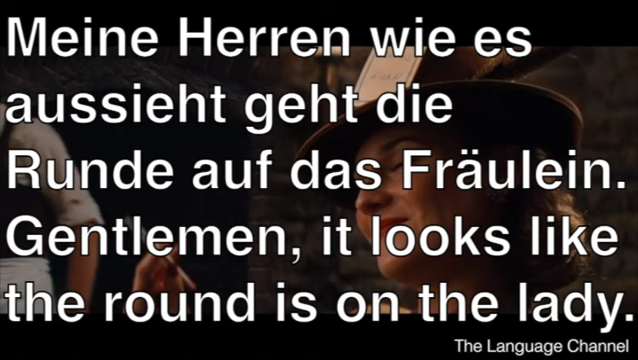 Meine Herren wie es
aussieht geht die
Runde auf das Fräulein.
Gentlemen, it looks like
the round is on the lady.
The Language Channel